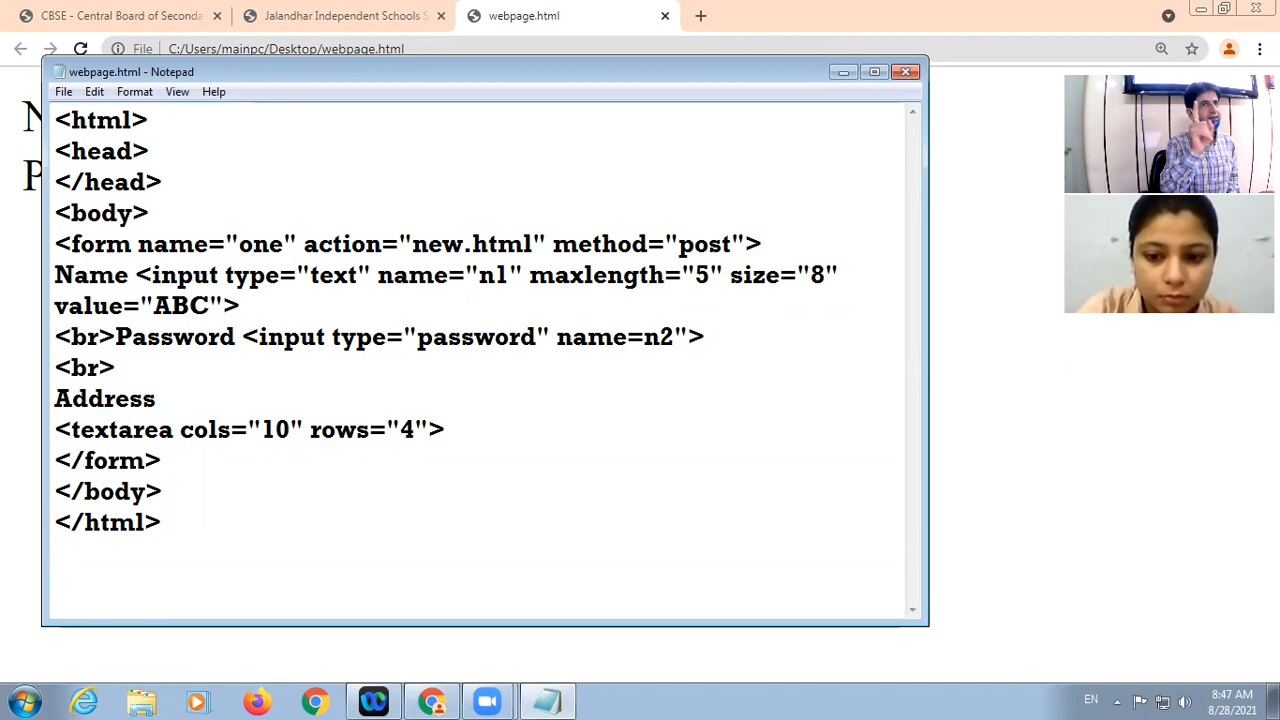 CBSE - Central Board of Seconda
Jalandhar Independent Schools S
webpage.html
File
C:/Users/mainpc/Desktop/webpage.html
webpage.html - Notepad
File Edit Format View Help
N
P
<html>
<head>
</head>
<body>
<form name="one" action="new.html" method="post">
Name <input type="text" name="n1" maxlength="5" size="8"
value="ABC">
<br>Password <input type="password" name=n2">
<br>
Address
<textarea cols="10" rows="4">
</form>
</body>
</html>
EN
8:47 AM
8/28/2021